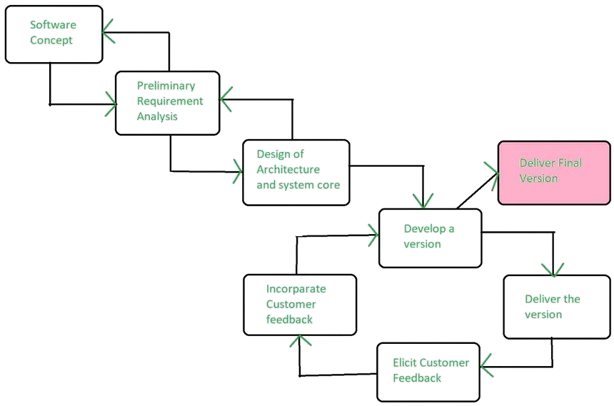 Software
Concept
Preliminary
Requirement
Analysis
Design of
Architecture
and system core
Deliver Final
Version
Develop a
version
Incorparate
Customer
feedback
Deliver the
version
Elicit Customer
Feedback